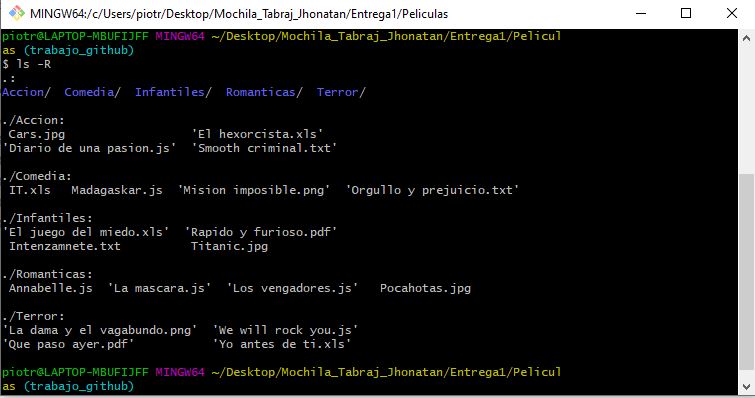 MINGW64:/c/Users/piotr/Desktop/Mochila_Tabraj_Jhonatan/Entrega1/Peliculas
piotr@LAPTOP-MBUFIJFF MINGW64 ~/Desktop/Mochila_Tabraj_Jhonatan/Entrega1/Pelicul
as (trabajo_github)
$ ls -R
.:
Accion/  Comedia/  Infantiles/  Romanticas/  Terror/
./Accion:
 Cars.jpg                  'El hexorcista.xls'
'Diario de una pasion.js'  'Smooth criminal.txt'
./Comedia:
 IT.xls   Madagaskar.js  'Mision imposible.png'  'Orgullo y prejuicio.txt'
./Infantiles:
'El juego del miedo.xls'  'Rapido y furioso.pdf'
 Intenzamnete.txt          Titanic.jpg
./Romanticas:
 Annabelle.js  'La mascara.js'  'Los vengadores.js'   Pocahotas.jpg
./Terror:
'La dama y el vagabundo.png'  'We will rock you.js'
'Que paso ayer.pdf'           'Yo antes de ti.xls'
piotr@LAPTOP-MBUFIJFF MINGW64 ~/Desktop/Mochila_Tabraj_Jhonatan/Entrega1/Pelicul
as (trabajo_github)